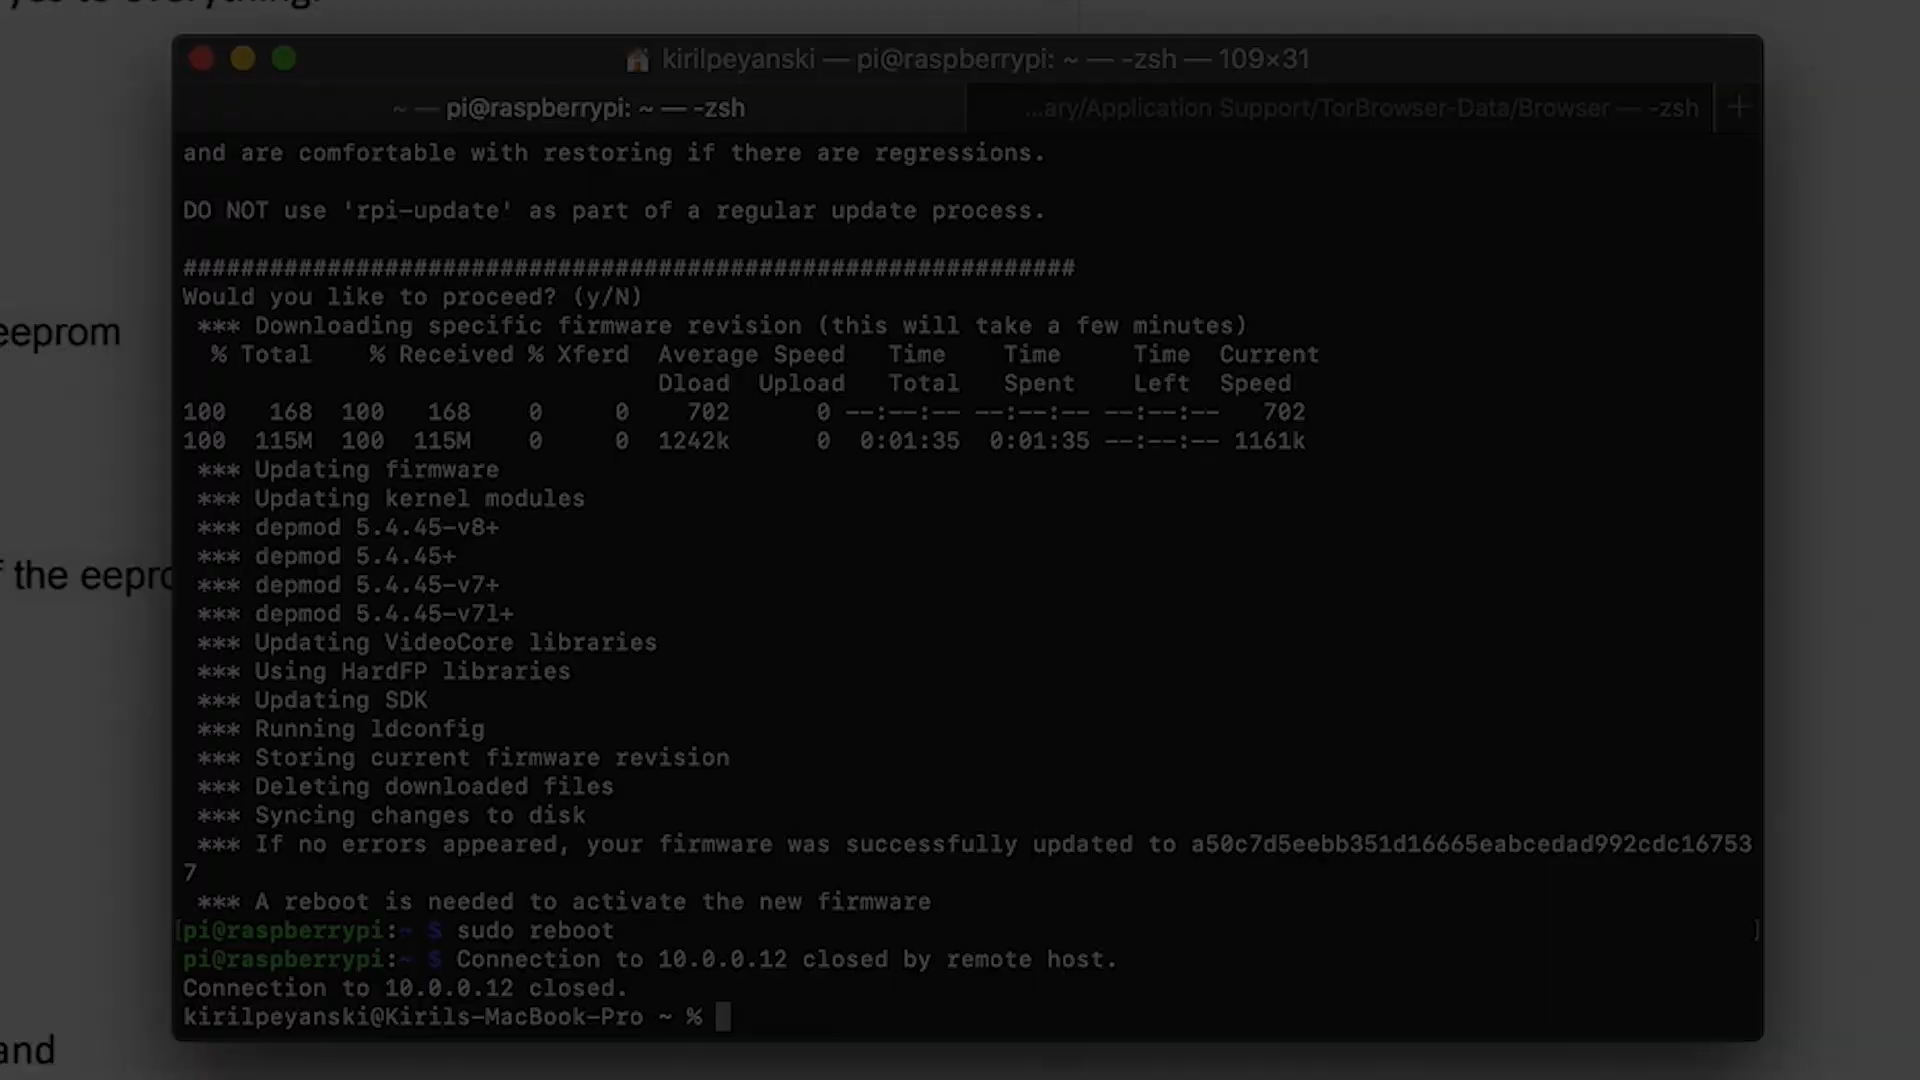 yes to everything.
kirilpeyanski — pi@raspberrypi: ~ — -zsh — 109×31
~ — pi@raspberrypi: ~ — -zsh
...ary/Application Support/TorBrowser-Data/Browser — -zsh
+
and are comfortable with restoring if there are regressions.
DO NOT use 'rpi-update' as part of a regular update process.
##############################################################
Would you like to proceed? (y/N)
*** Downloading specific firmware revision (this will take a few minutes)
% Total % Received % Xferd Average Speed Time Time Time Current
Dload Upload Total Spent Left Speed
100 168 100 168 0 0 702 0 --:--:-- --:--:-- --:--:-- 702
100 115M 100 115M 0 0 1242k 0 0:01:35 0:01:35 --:--:-- 1161k
*** Updating firmware
*** Updating kernel modules
*** depmod 5.4.45-v8+
*** depmod 5.4.45+
*** depmod 5.4.45-v7+
*** depmod 5.4.45-v7l+
*** Updating VideoCore libraries
*** Using HardFP libraries
*** Updating SDK
*** Running ldconfig
*** Storing current firmware revision
*** Deleting downloaded files
*** Syncing changes to disk
*** If no errors appeared, your firmware was successfully updated to a50c7d5eebb351d16665eabcedad992cdc16753
7
*** A reboot is needed to activate the new firmware
[pi@raspberrypi:~ $ sudo reboot ]
pi@raspberrypi:~ $ Connection to 10.0.0.12 closed by remote host.
Connection to 10.0.0.12 closed.
kirilpeyanski@Kirils-MacBook-Pro ~ %
eeprom
f the eepro
and